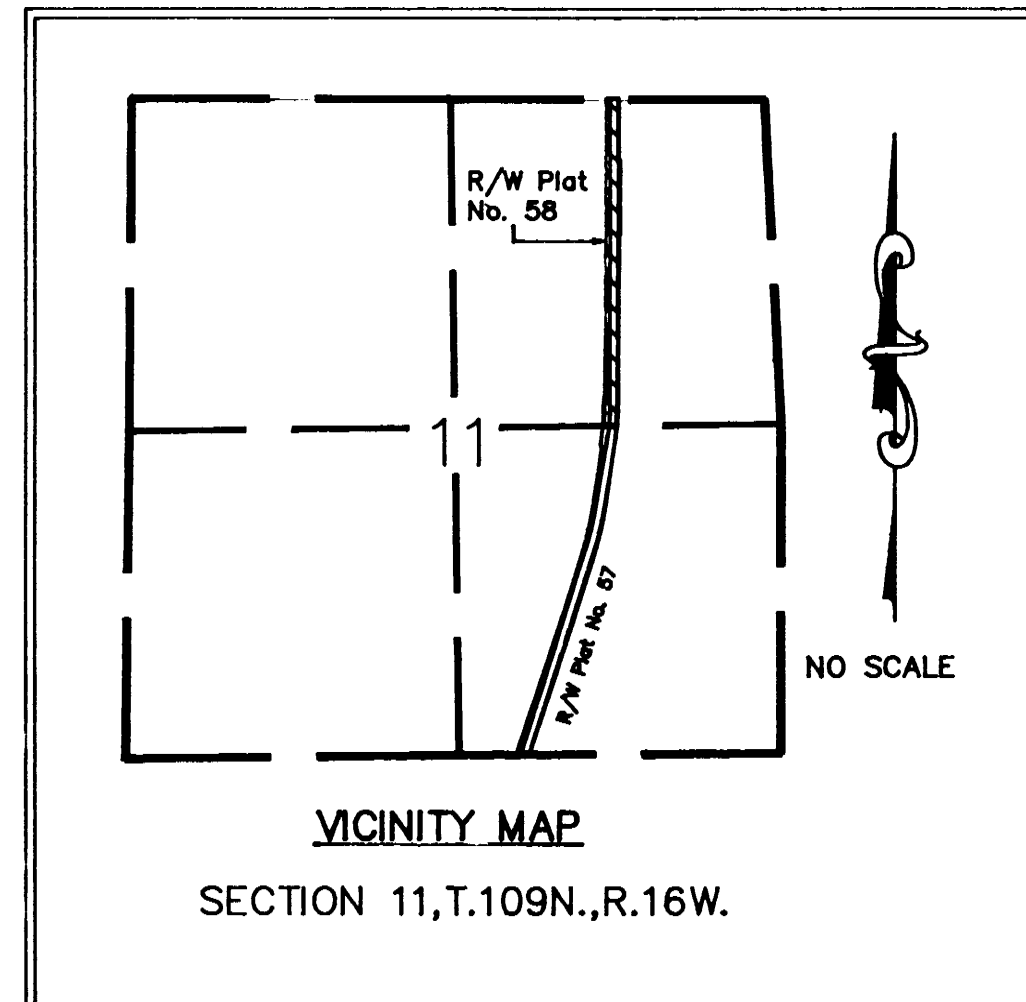 R/W Plat
No. 58
11
R/W Plat No. 57
NO SCALE
VICINITY MAP
SECTION 11,T.109N.,R.16W.